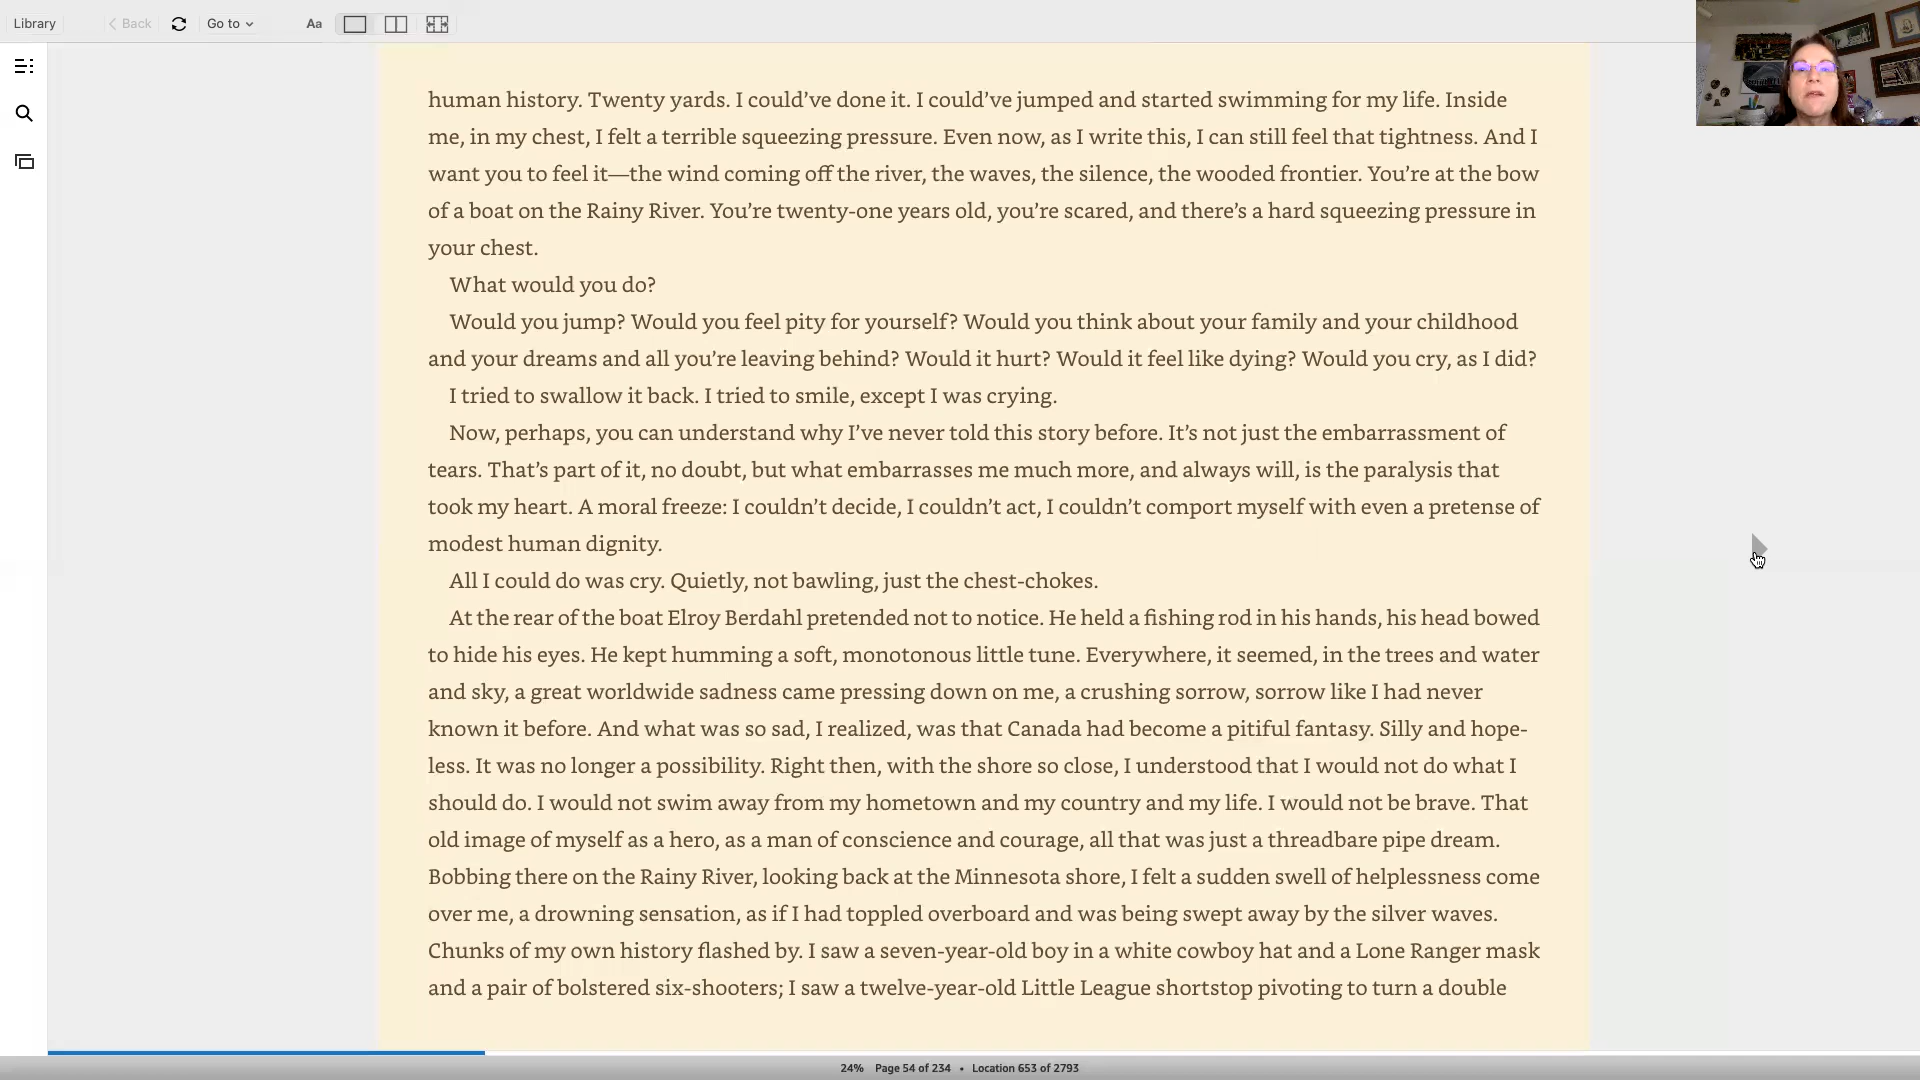 Library
Back
Go to
Aa
human history. Twenty yards. I could’ve done it. I could’ve jumped and started swimming for my life. Inside
me, in my chest, I felt a terrible squeezing pressure. Even now, as I write this, I can still feel that tightness. And I
want you to feel it—the wind coming off the river, the waves, the silence, the wooded frontier. You’re at the bow
of a boat on the Rainy River. You’re twenty-one years old, you’re scared, and there’s a hard squeezing pressure in
your chest.
What would you do?
Would you jump? Would you feel pity for yourself? Would you think about your family and your childhood
and your dreams and all you’re leaving behind? Would it hurt? Would it feel like dying? Would you cry, as I did?
I tried to swallow it back. I tried to smile, except I was crying.
Now, perhaps, you can understand why I’ve never told this story before. It’s not just the embarrassment of
tears. That’s part of it, no doubt, but what embarrasses me much more, and always will, is the paralysis that
took my heart. A moral freeze: I couldn’t decide, I couldn’t act, I couldn’t comport myself with even a pretense of
modest human dignity.
All I could do was cry. Quietly, not bawling, just the chest-chokes.
At the rear of the boat Elroy Berdahl pretended not to notice. He held a fishing rod in his hands, his head bowed
to hide his eyes. He kept humming a soft, monotonous little tune. Everywhere, it seemed, in the trees and water
and sky, a great worldwide sadness came pressing down on me, a crushing sorrow, sorrow like I had never
known it before. And what was so sad, I realized, was that Canada had become a pitiful fantasy. Silly and hope-
less. It was no longer a possibility. Right then, with the shore so close, I understood that I would not do what I
should do. I would not swim away from my hometown and my country and my life. I would not be brave. That
old image of myself as a hero, as a man of conscience and courage, all that was just a threadbare pipe dream.
Bobbing there on the Rainy River, looking back at the Minnesota shore, I felt a sudden swell of helplessness come
over me, a drowning sensation, as if I had toppled overboard and was being swept away by the silver waves.
Chunks of my own history flashed by. I saw a seven-year-old boy in a white cowboy hat and a Lone Ranger mask
and a pair of bolstered six-shooters; I saw a twelve-year-old Little League shortstop pivoting to turn a double
24% Page 54 of 234 • Location 653 of 2793